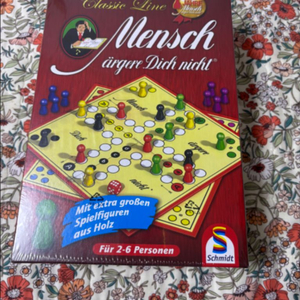 Classic Line
Mensch
ärgere Dich nicht®
Mit extra großen
Spielfiguren
aus Holz
Für 2-6 Personen
S
Schmidt